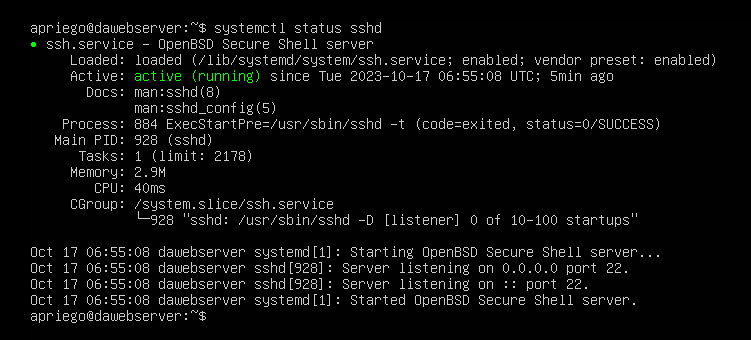 apriego@dawebserver:~$ systemctl status sshd
● ssh.service - OpenBSD Secure Shell server
Loaded: loaded (/lib/systemd/system/ssh.service; enabled; vendor preset: enabled)
Active: active (running) since Tue 2023-10-17 06:55:08 UTC; 5min ago
Docs: man:sshd(8)
man:sshd_config(5)
Process: 884 ExecStartPre=/usr/sbin/sshd -t (code=exited, status=0/SUCCESS)
Main PID: 928 (sshd)
Tasks: 1 (limit: 2178)
Memory: 2.9M
CPU: 40ms
CGroup: /system.slice/ssh.service
└─928 "sshd: /usr/sbin/sshd -D [listener] 0 of 10-100 startups"
Oct 17 06:55:08 dawebserver systemd[1]: Starting OpenBSD Secure Shell server...
Oct 17 06:55:08 dawebserver sshd[928]: Server listening on 0.0.0.0 port 22.
Oct 17 06:55:08 dawebserver sshd[928]: Server listening on :: port 22.
Oct 17 06:55:08 dawebserver systemd[1]: Started OpenBSD Secure Shell server.
apriego@dawebserver:~$